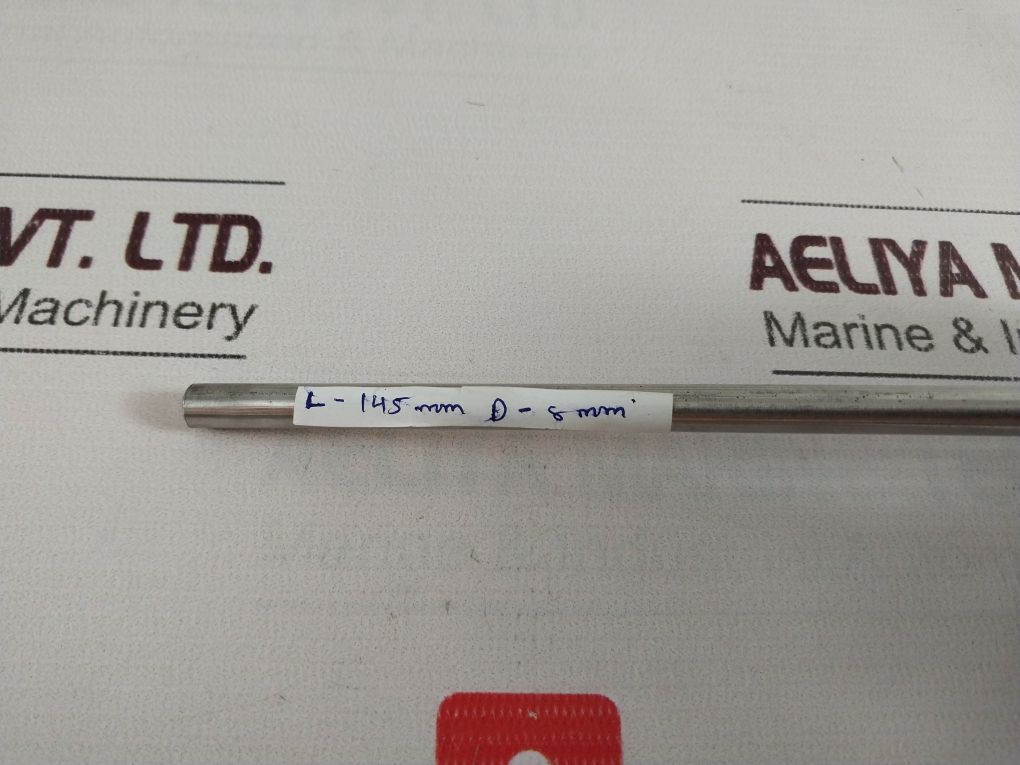 VT. LTD.
Machinery
AELIYA M
Marine & I
L - 145 mm D - 8 mm